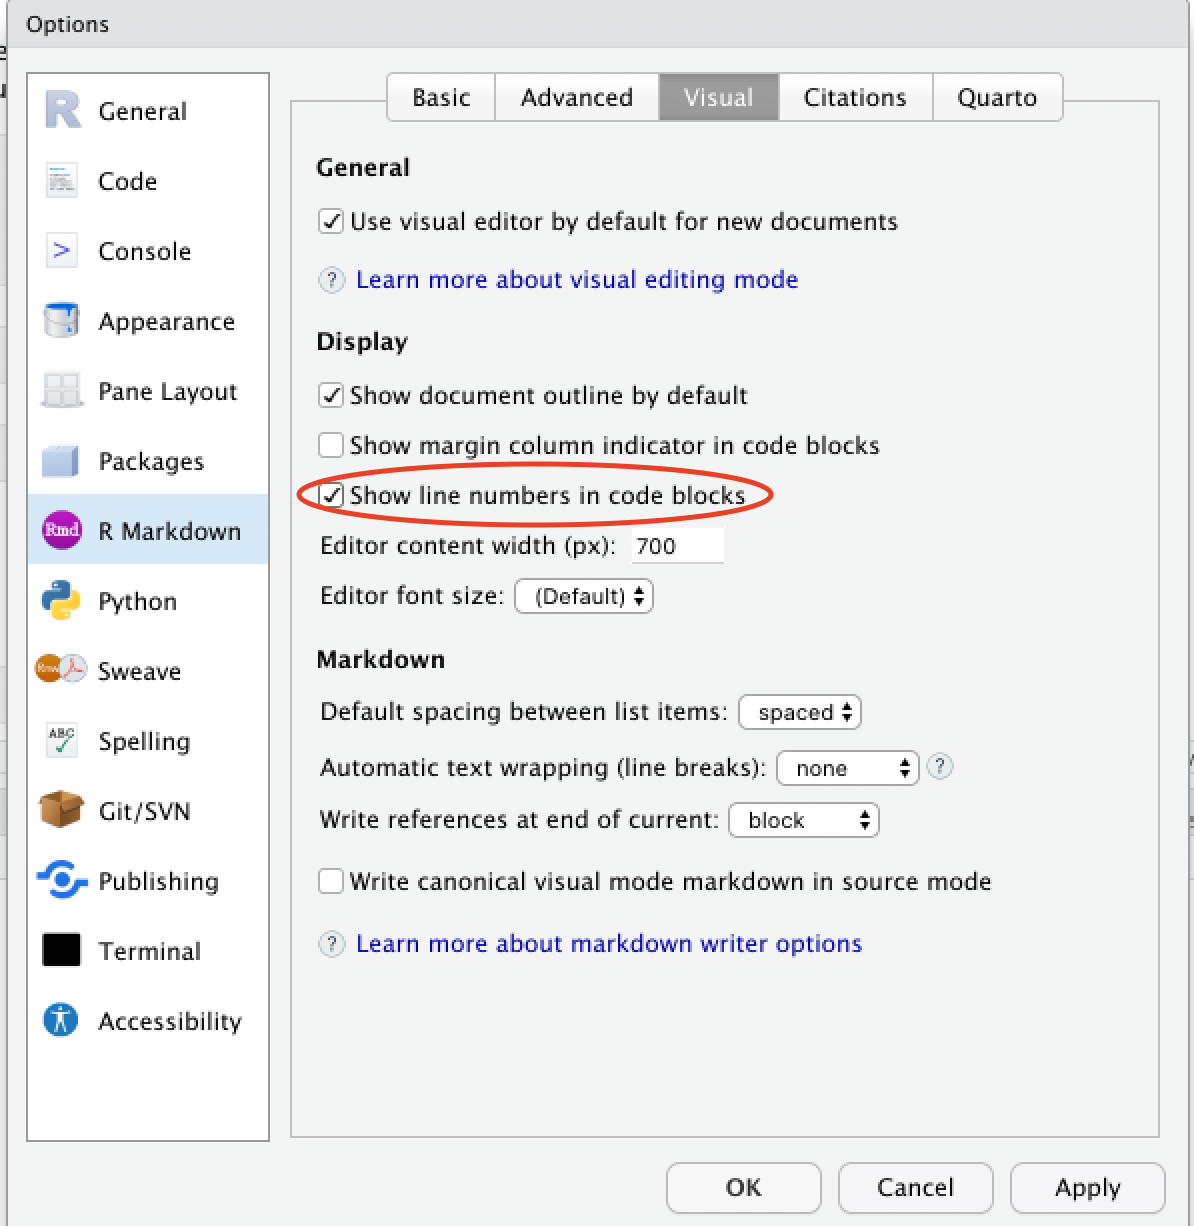 Options
General
Code
Console
Appearance
Pane Layout
Packages
Rmd R Markdown
Python
Rnw Sweave
ABC Spelling
Git/SVN
Publishing
Terminal
Accessibility
Basic Advanced Visual Citations Quarto
General
Use visual editor by default for new documents
? Learn more about visual editing mode
Display
Show document outline by default
Show margin column indicator in code blocks
Show line numbers in code blocks
Editor content width (px): 700
Editor font size: (Default)
Markdown
Default spacing between list items: spaced
Automatic text wrapping (line breaks): none ?
Write references at end of current: block
Write canonical visual mode markdown in source mode
? Learn more about markdown writer options
OK Cancel Apply